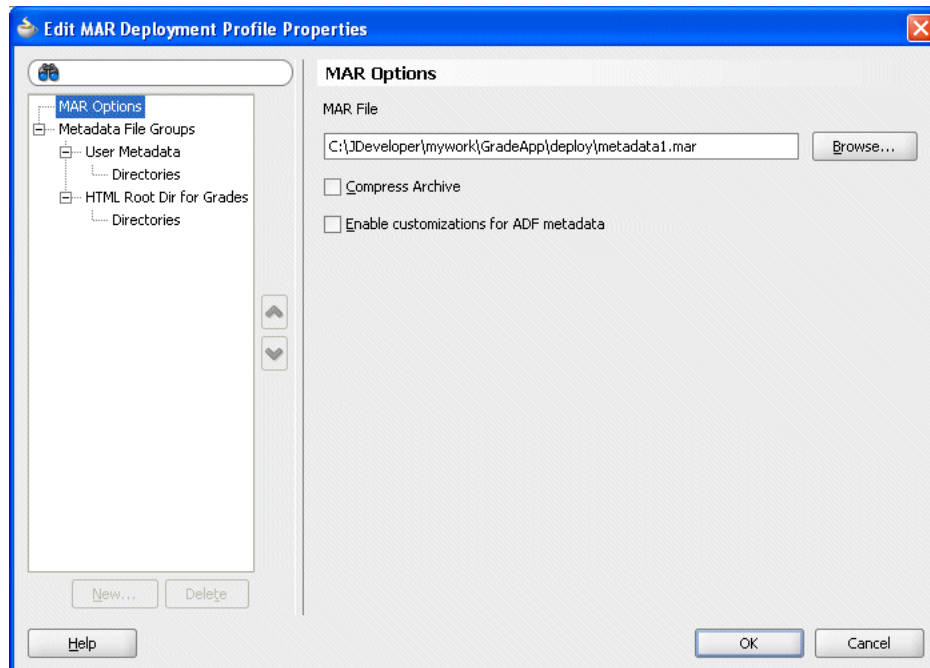 Edit MAR Deployment Profile Properties
MAR Options
Metadata File Groups
User Metadata
Directories
HTML Root Dir for Grades
Directories
New...
Delete
MAR Options
MAR File
C:\JDeveloper\mywork\GradeApp\deploy\metadata1.mar
Browse...
Compress Archive
Enable customizations for ADF metadata
Help
OK
Cancel